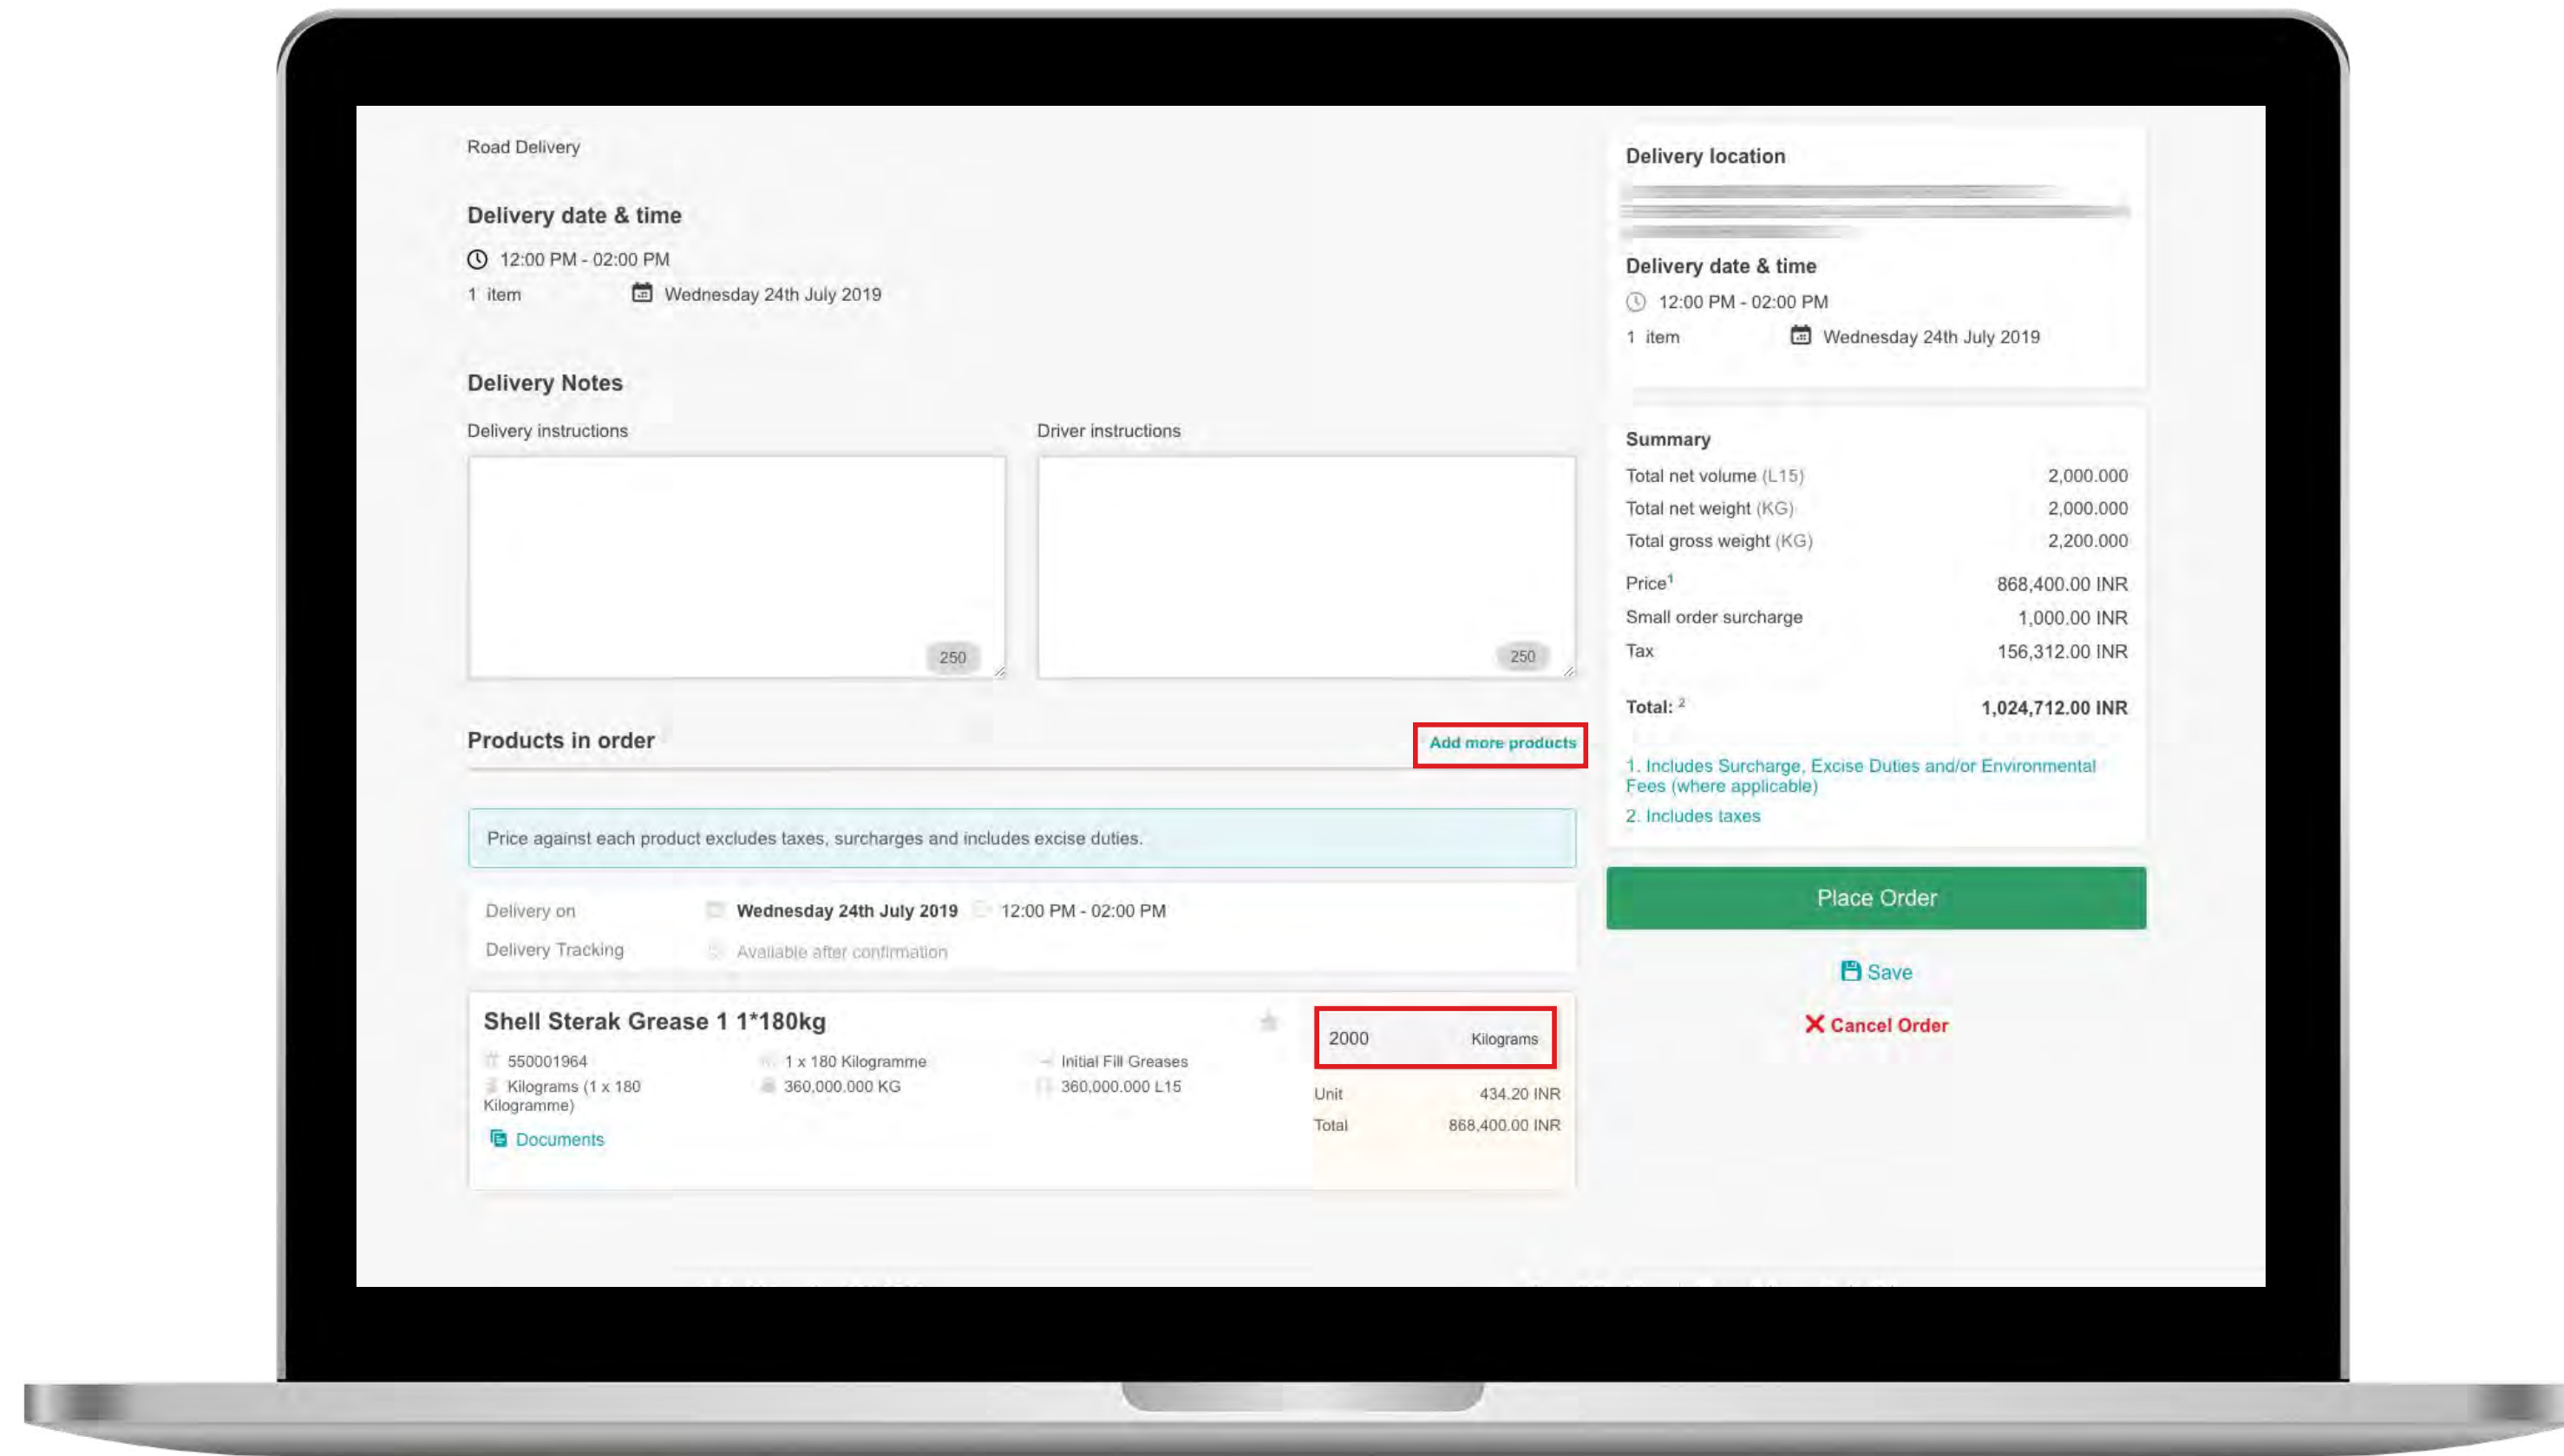 Road Delivery
Delivery date & time
12:00 PM - 02:00 PM
1 item Wednesday 24th July 2019
Delivery Notes
Delivery instructions Driver instructions
250 250
Products in order Add more products
Price against each product excludes taxes, surcharges and includes excise duties.
Delivery on Wednesday 24th July 2019 12:00 PM - 02:00 PM
Delivery Tracking Available after confirmation
Shell Sterak Grease 1 1*180kg
550001964 1 x 180 Kilogramme Initial Fill Greases
Kilograms (1 x 180 360,000.000 KG 360,000.000 L15
Kilogramme)
Documents
2000 Kilograms
Unit 434.20 INR
Total 868,400.00 INR
Delivery location
Delivery date & time
12:00 PM - 02:00 PM
1 item Wednesday 24th July 2019
Summary
Total net volume (L15) 2,000.000
Total net weight (KG) 2,000.000
Total gross weight (KG) 2,200.000
Price¹ 868,400.00 INR
Small order surcharge 1,000.00 INR
Tax 156,312.00 INR
Total: ² 1,024,712.00 INR
1. Includes Surcharge, Excise Duties and/or Environmental
Fees (where applicable)
2. Includes taxes
Place Order
Save
Cancel Order